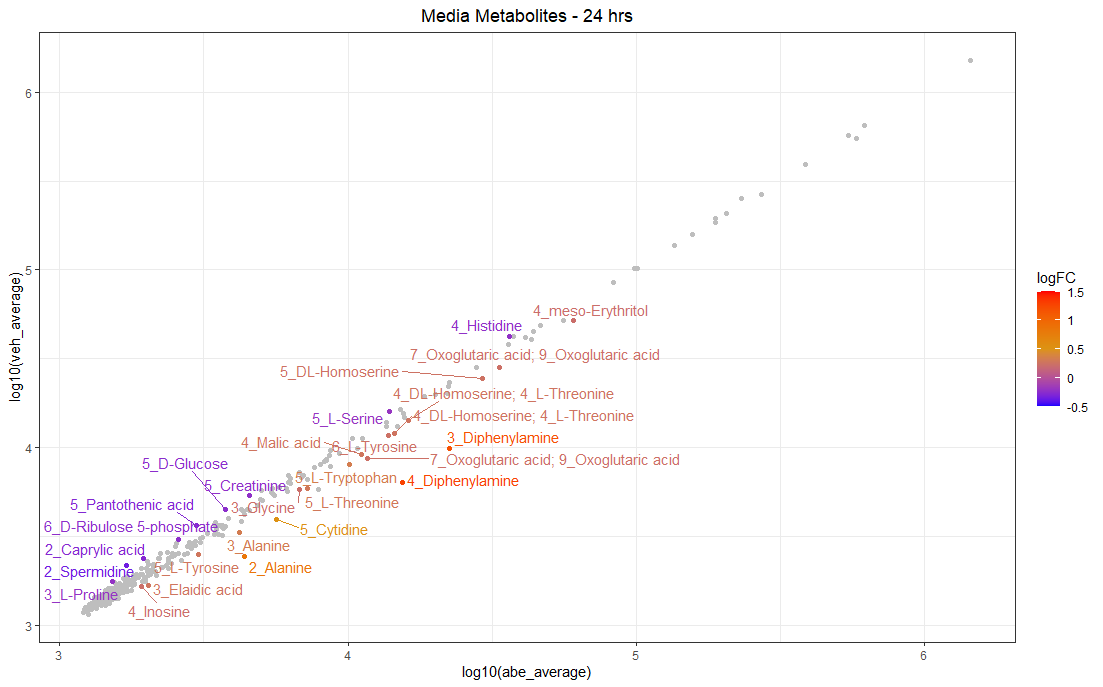 Media Metabolites - 24 hrs
6
5
4
3
log10(veh_average)
4_meso-Erythritol
4_Histidine
7_Oxoglutaric acid; 9_Oxoglutaric acid
5_DL-Homoserine
4_DL-Homoserine; 4_L-Threonine
5_L-Serine
4_DL-Homoserine; 4_L-Threonine
3_Diphenylamine
4_Malic acid
6_L-Tyrosine
7_Oxoglutaric acid; 9_Oxoglutaric acid
5_D-Glucose
5_L-Tryptophan
4_Diphenylamine
5_Creatinine
5_Pantothenic acid
3_Glycine
5_L-Threonine
6_D-Ribulose 5-phosphate
5_Cytidine
2_Caprylic acid
3_Alanine
2_Spermidine
5_L-Tyrosine
2_Alanine
3_L-Proline
3_Elaidic acid
4_Inosine
3
4
5
6
log10(abe_average)
logFC
1.5
1
0.5
0
-0.5